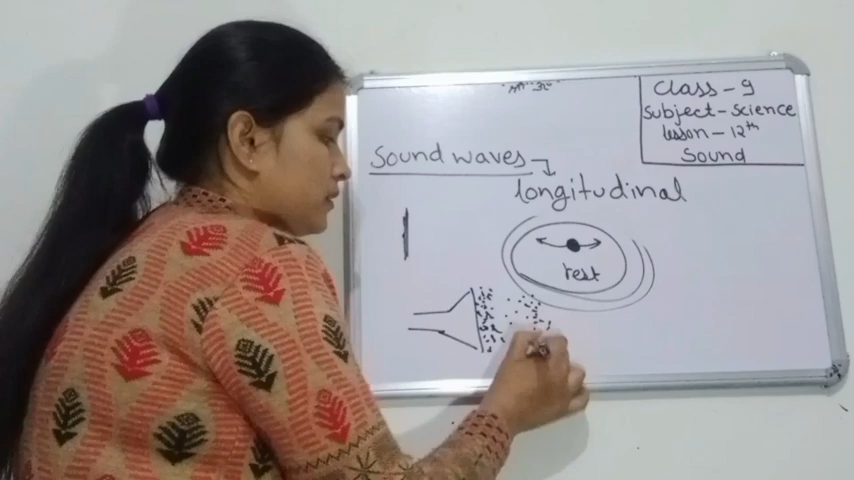 Class - 9
Subject - Science
lesson - 12th
Sound
Sound waves
longitudinal
rest